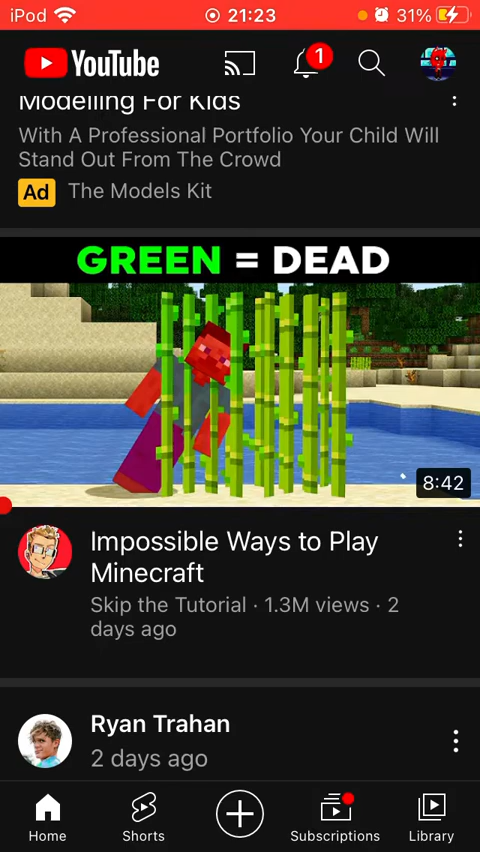 iPod 21:23 31%
YouTube 1
Modelling For Kids
With A Professional Portfolio Your Child Will
Stand Out From The Crowd
Ad The Models Kit
GREEN = DEAD
8:42
Impossible Ways to Play
Minecraft
Skip the Tutorial · 1.3M views · 2
days ago
Ryan Trahan
2 days ago
Home Shorts Subscriptions Library